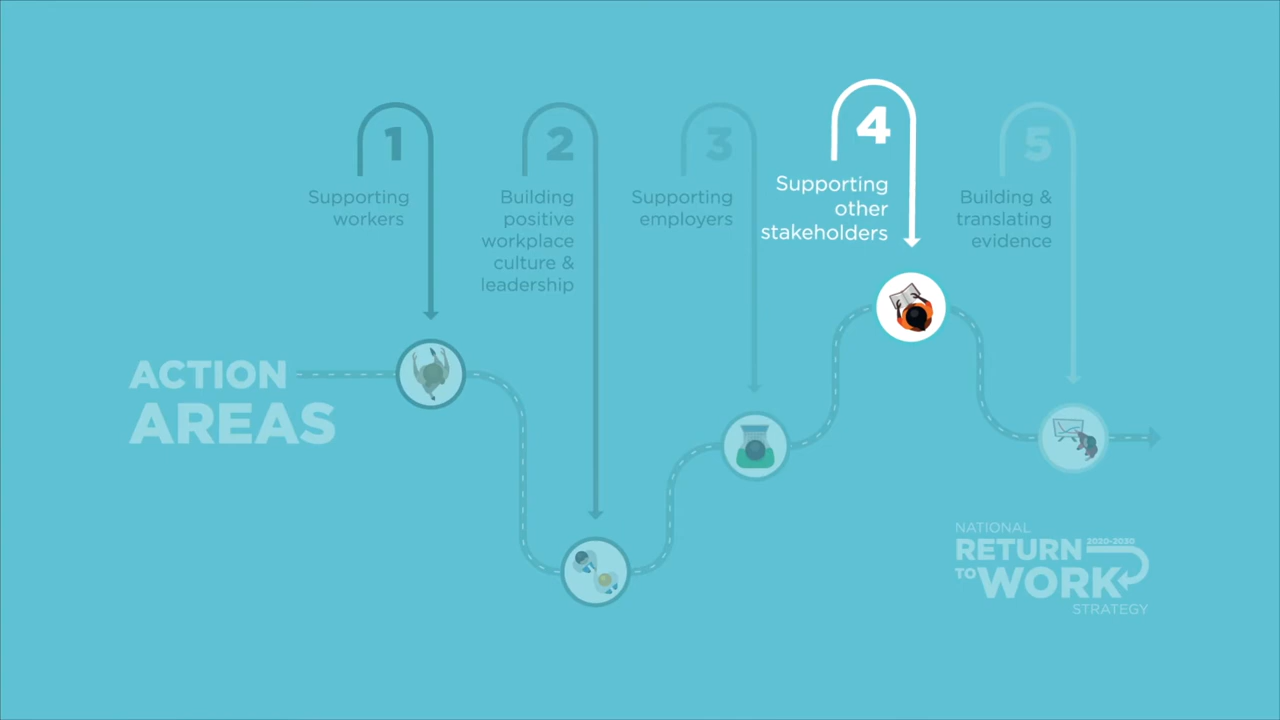 1
Supporting
workers
2
Building
positive
workplace
culture &
leadership
3
Supporting
employers
4
Supporting
other
stakeholders
5
Building &
translating
evidence
ACTION
AREAS
NATIONAL
RETURN 2020-2030
TO WORK
STRATEGY